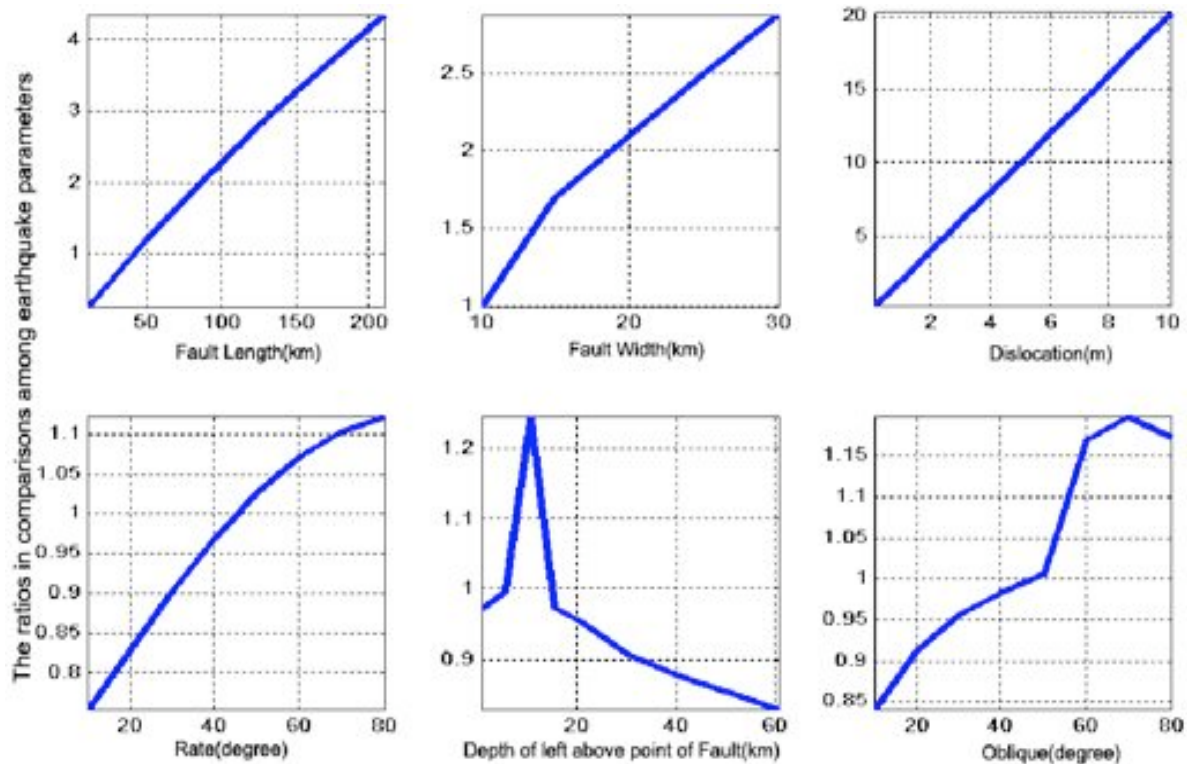 The ratios in comparisons among earthquake parameters
4
3
2
1
50 100 150 200
Fault Length(km)
2.5
2
1.5
1
10 20 30
Fault Width(km)
20
15
10
5
2 4 6 8 10
Dislocation(m)
1.1
1.05
1
0.95
0.9
0.85
0.8
20 40 60 80
Rate(degree)
1.2
1.1
1
0.9
20 40 60
Depth of left above point of Fault(km)
1.15
1.1
1.05
1
0.95
0.9
0.85
20 40 60 80
Oblique(degree)